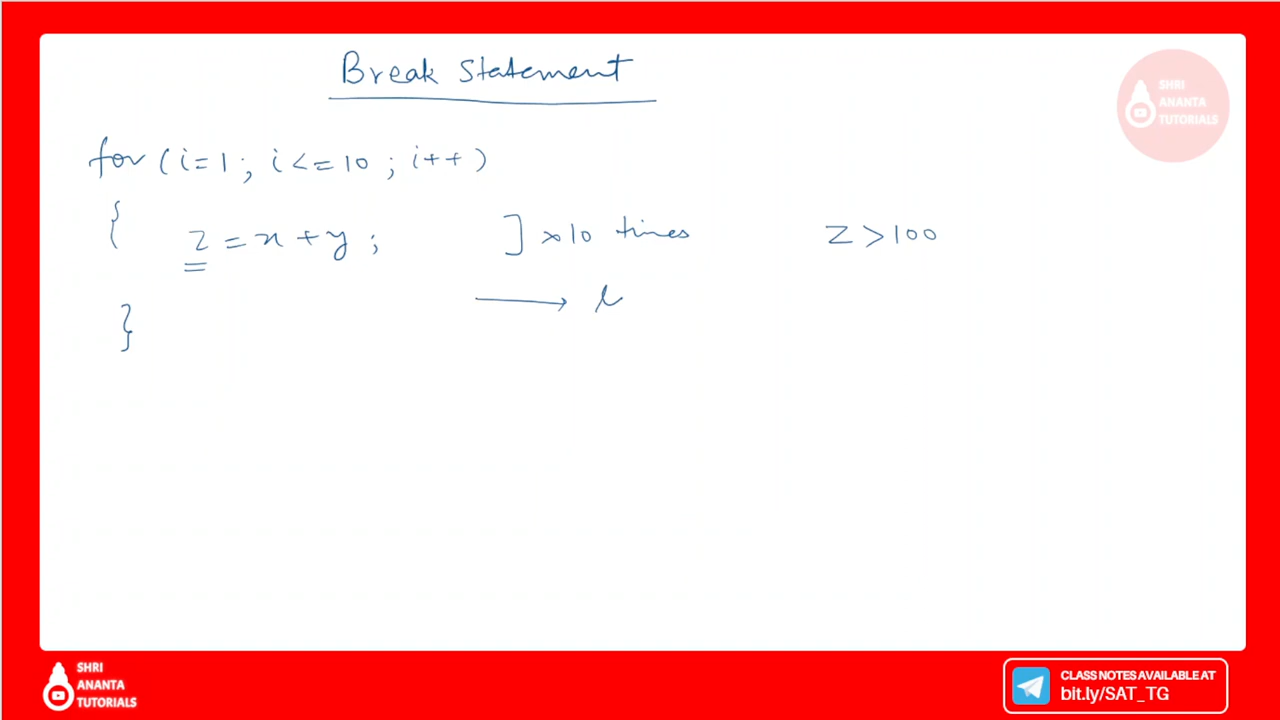 Break Statement
SHRI
ANANTA
TUTORIALS
for (i=1; i<=10; i++)
{
z = x + y; ] × 10 times z > 100
→
}
SHRI
ANANTA
TUTORIALS
CLASS NOTES AVAILABLE AT
bit.ly/SAT_TG